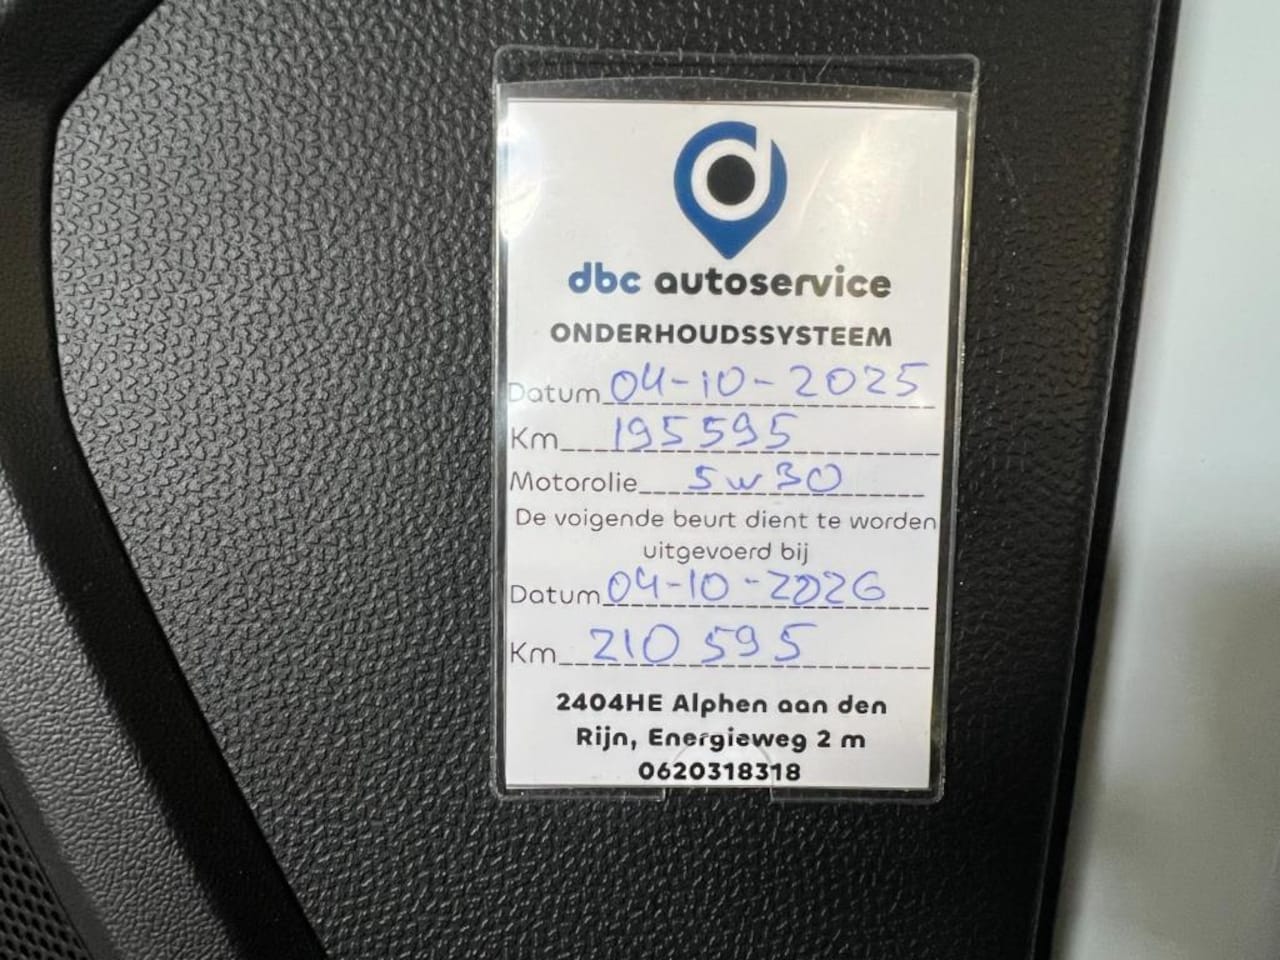 dbc autoservice
ONDERHOUDSSYSTEEM
Datum 04-10-2025
Km 195595
Motorolie 5w30
De volgende beurt dient te worden
uitgevoerd bij
Datum 04-10-2026
Km 210595
2404HE Alphen aan den
Rijn, Energieweg 2 m
0620318318